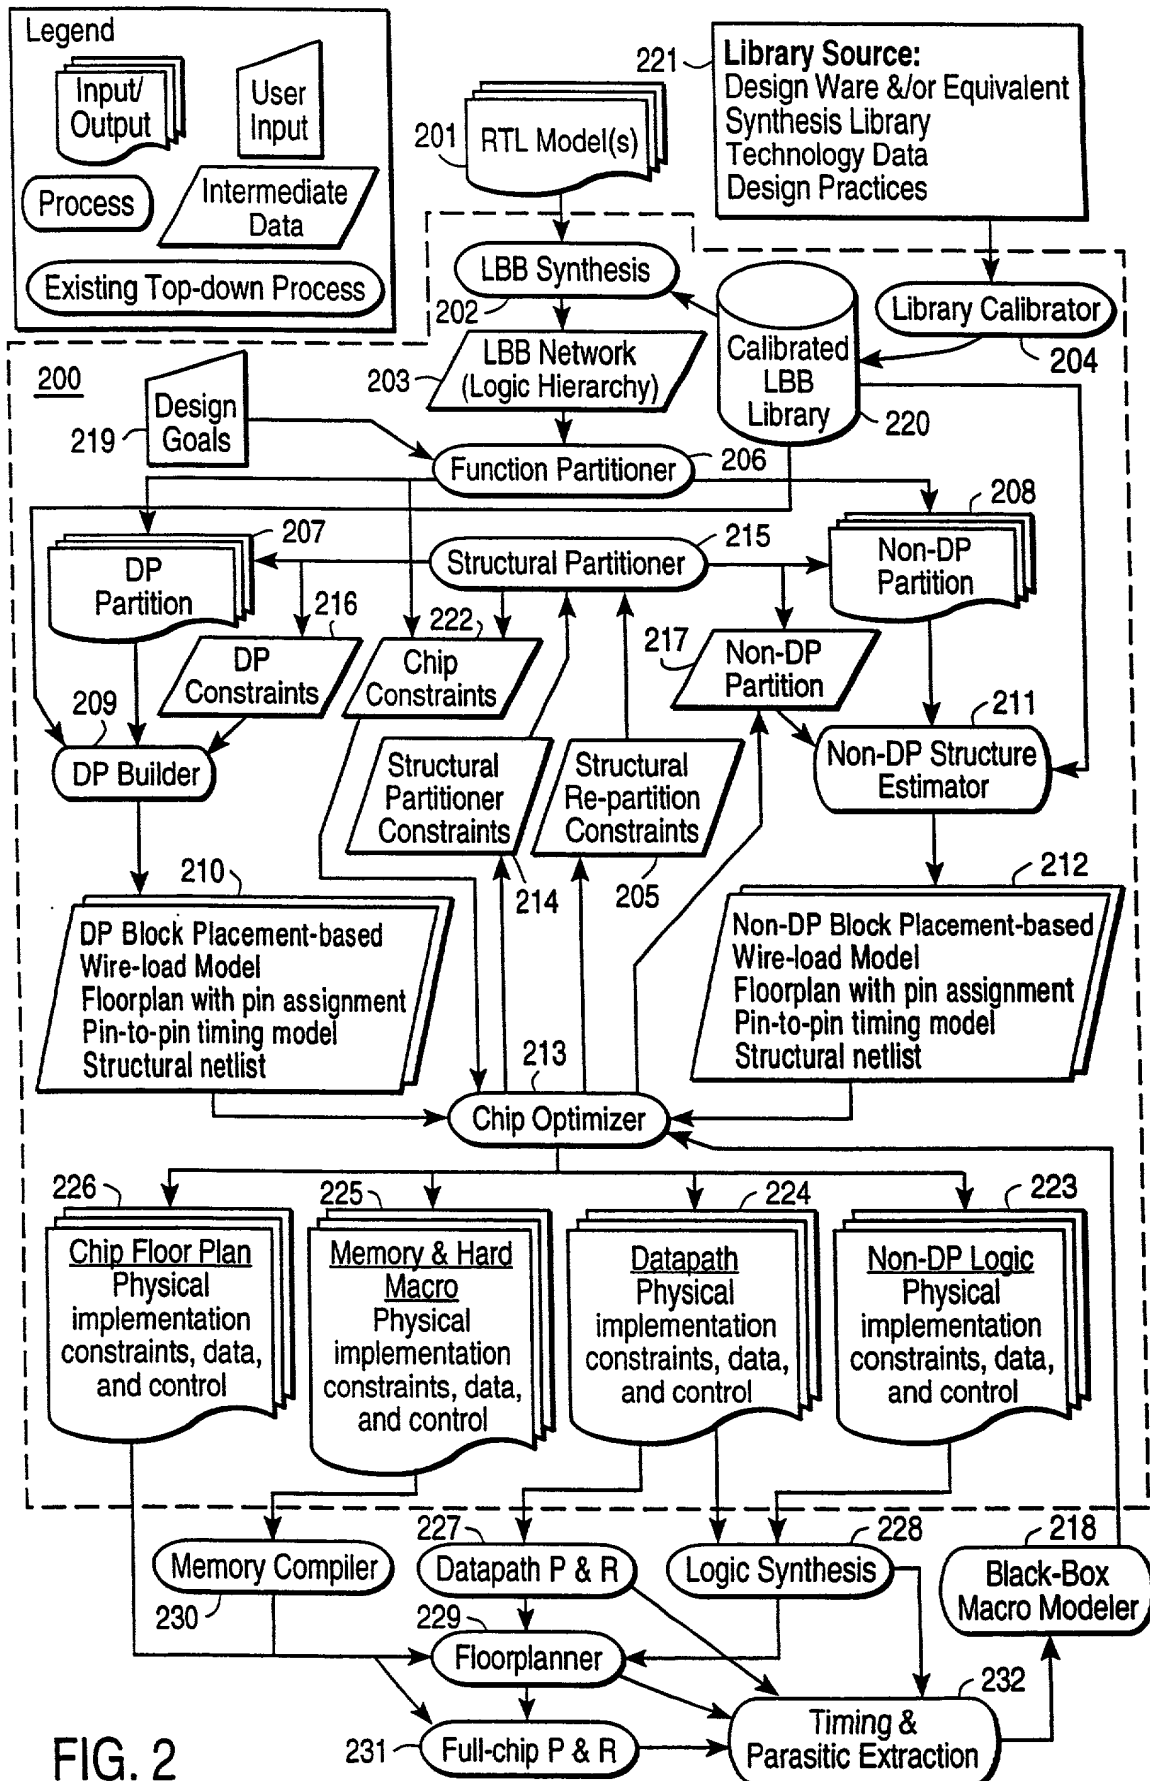 Legend
Input/
Output
User
Input
Process
Intermediate
Data
Existing Top-down Process
221
Library Source:
Design Ware &/or Equivalent
Synthesis Library
Technology Data
Design Practices
201
RTL Model(s)
LBB Synthesis
202
Library Calibrator
204
LBB Network
(Logic Hierarchy)
203
Calibrated
LBB
Library
220
200
Design
Goals
219
Function Partitioner
206
207
DP
Partition
Structural Partitioner
215
208
Non-DP
Partition
216
DP
Constraints
222
Chip
Constraints
217
Non-DP
Partition
209
DP Builder
Structural
Partitioner
Constraints
214
Structural
Re-partition
Constraints
205
211
Non-DP Structure
Estimator
210
DP Block Placement-based
Wire-load Model
Floorplan with pin assignment
Pin-to-pin timing model
Structural netlist
212
Non-DP Block Placement-based
Wire-load Model
Floorplan with pin assignment
Pin-to-pin timing model
Structural netlist
213
Chip Optimizer
226
Chip Floor Plan
Physical
implementation
constraints, data,
and control
225
Memory & Hard
Macro
Physical
implementation
constraints, data,
and control
224
Datapath
Physical
implementation
constraints, data,
and control
223
Non-DP Logic
Physical
implementation
constraints, data,
and control
Memory Compiler
230
227
Datapath P & R
228
Logic Synthesis
218
Black-Box
Macro Modeler
229
Floorplanner
231
Full-chip P & R
232
Timing &
Parasitic Extraction
FIG. 2